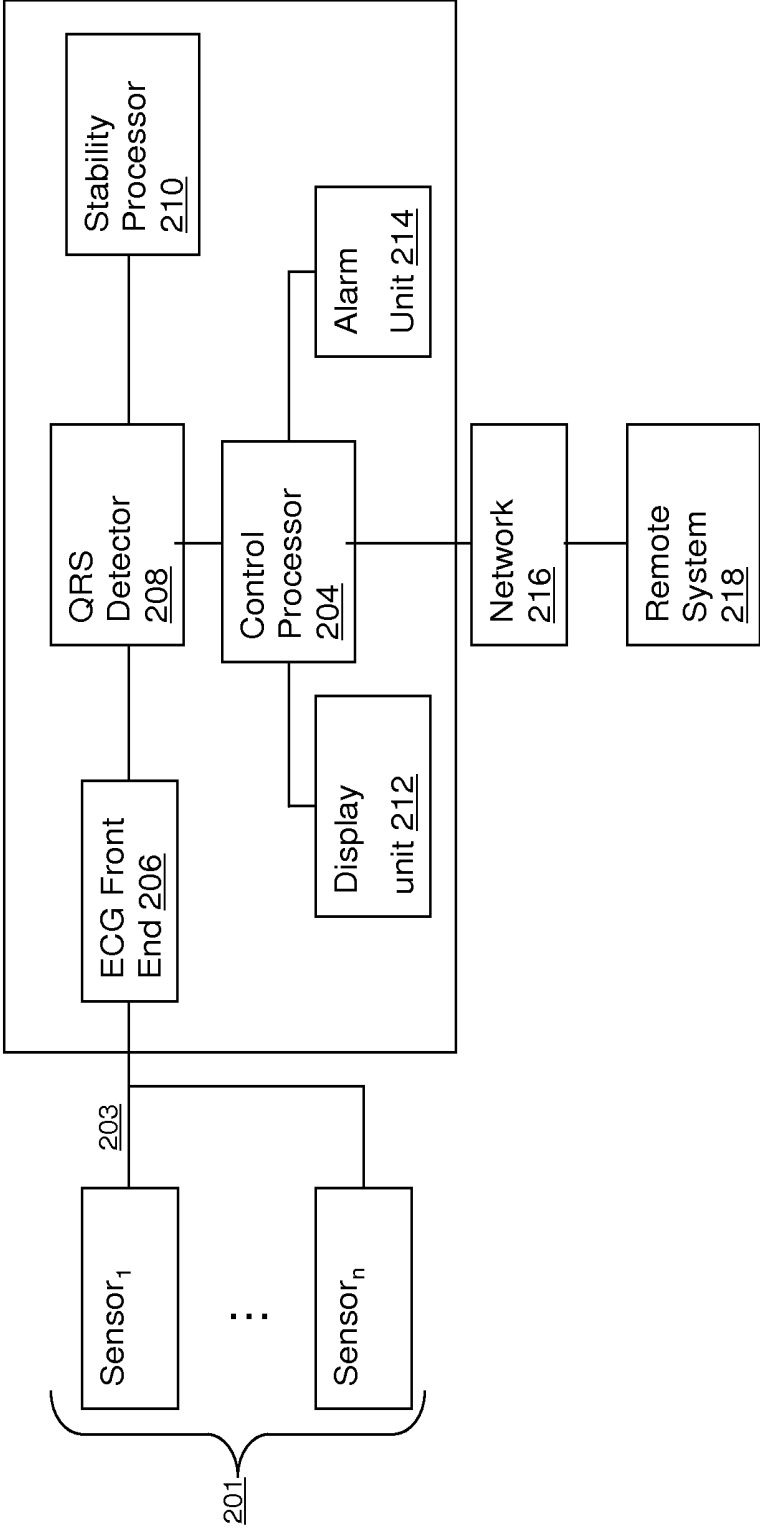 201
Sensor1
...
Sensorn
203
ECG Front
End 206
QRS
Detector
208
Stability
Processor
210
Control
Processor
204
Display
unit 212
Alarm
Unit 214
Network
216
Remote
System
218